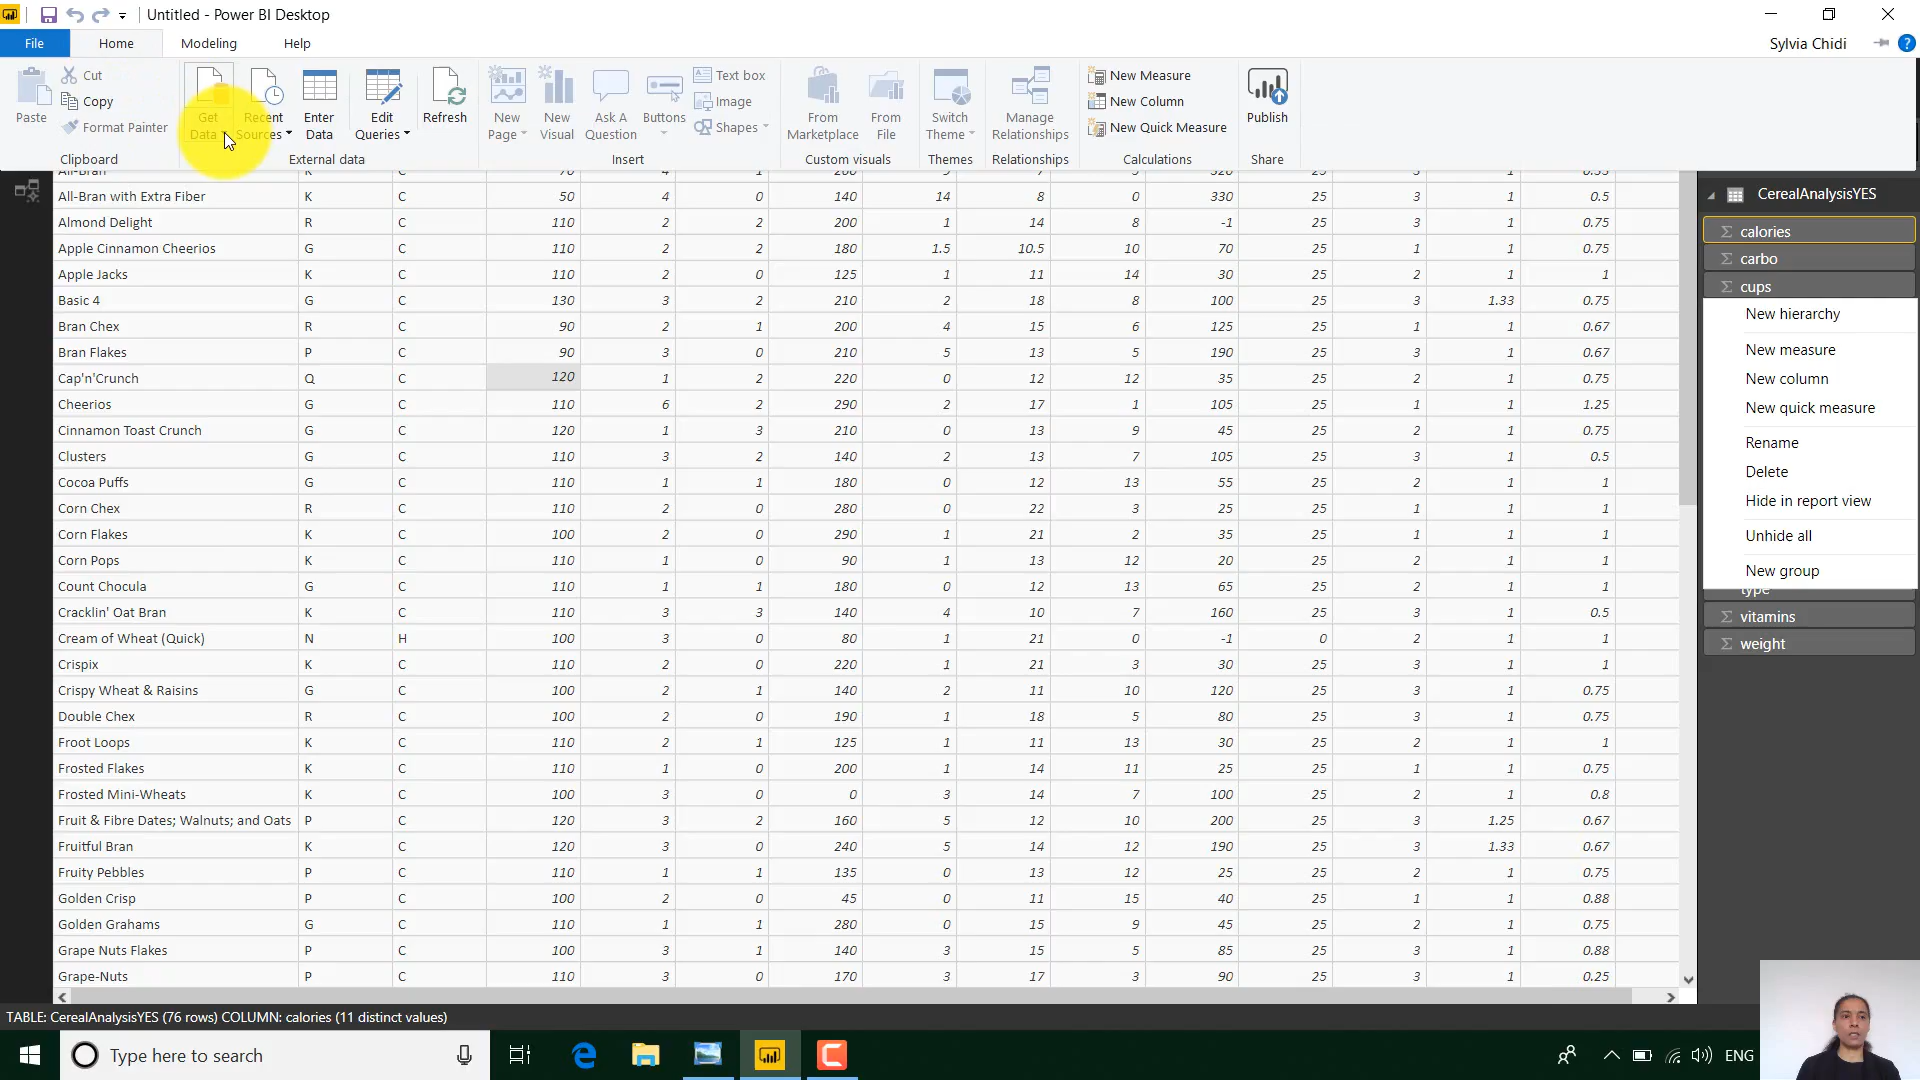 Untitled - Power BI Desktop
File Home Modeling Help Sylvia Chidi ?
Paste Cut Copy Format Painter Clipboard
Get Data Recent Sources Enter Data Edit Queries Refresh External data
New Page New Visual Ask A Question Buttons Text box Image Shapes Insert
From Marketplace From File Custom visuals
Switch Theme Themes
Manage Relationships Relationships
New Measure New Column New Quick Measure Calculations
Publish Share
All-Bran K C 70 4 1 260 9 7 5 320 25 3 1 0.33
All-Bran with Extra Fiber K C 50 4 0 140 14 8 0 330 25 3 1 0.5
Almond Delight R C 110 2 2 200 1 14 8 -1 25 3 1 0.75
Apple Cinnamon Cheerios G C 110 2 2 180 1.5 10.5 10 70 25 1 1 0.75
Apple Jacks K C 110 2 0 125 1 11 14 30 25 2 1 1
Basic 4 G C 130 3 2 210 2 18 8 100 25 3 1.33 0.75
Bran Chex R C 90 2 1 200 4 15 6 125 25 1 1 0.67
Bran Flakes P C 90 3 0 210 5 13 5 190 25 3 1 0.67
Cap'n'Crunch Q C 120 1 2 220 0 12 12 35 25 2 1 0.75
Cheerios G C 110 6 2 290 2 17 1 105 25 1 1 1.25
Cinnamon Toast Crunch G C 120 1 3 210 0 13 9 45 25 2 1 0.75
Clusters G C 110 3 2 140 2 13 7 105 25 3 1 0.5
Cocoa Puffs G C 110 1 1 180 0 12 13 55 25 2 1 1
Corn Chex R C 110 2 0 280 0 22 3 25 25 1 1 1
Corn Flakes K C 100 2 0 290 1 21 2 35 25 1 1 1
Corn Pops K C 110 1 0 90 1 13 12 20 25 2 1 1
Count Chocula G C 110 1 1 180 0 12 13 65 25 2 1 1
Cracklin' Oat Bran K C 110 3 3 140 4 10 7 160 25 3 1 0.5
Cream of Wheat (Quick) N H 100 3 0 80 1 21 0 -1 0 2 1 1
Crispix K C 110 2 0 220 1 21 3 30 25 3 1 1
Crispy Wheat & Raisins G C 100 2 1 140 2 11 10 120 25 3 1 0.75
Double Chex R C 100 2 0 190 1 18 5 80 25 3 1 0.75
Froot Loops K C 110 2 1 125 1 11 13 30 25 2 1 1
Frosted Flakes K C 110 1 0 200 1 14 11 25 25 1 1 0.75
Frosted Mini-Wheats K C 100 3 0 0 3 14 7 100 25 2 1 0.8
Fruit & Fibre Dates; Walnuts; and Oats P C 120 3 2 160 5 12 10 200 25 3 1.25 0.67
Fruitful Bran K C 120 3 0 240 5 14 12 190 25 3 1.33 0.67
Fruity Pebbles P C 110 1 1 135 0 13 12 25 25 2 1 0.75
Golden Crisp P C 100 2 0 45 0 11 15 40 25 1 1 0.88
Golden Grahams G C 110 1 1 280 0 15 9 45 25 2 1 0.75
Grape Nuts Flakes P C 100 3 1 140 3 15 5 85 25 3 1 0.88
Grape-Nuts P C 110 3 0 170 3 17 3 90 25 3 1 0.25
CerealAnalysisYES
calories
carbo
cups
New hierarchy
New measure
New column
New quick measure
Rename
Delete
Hide in report view
Unhide all
New group
type
vitamins
weight
TABLE: CerealAnalysisYES (76 rows) COLUMN: calories (11 distinct values)
Type here to search
ENG